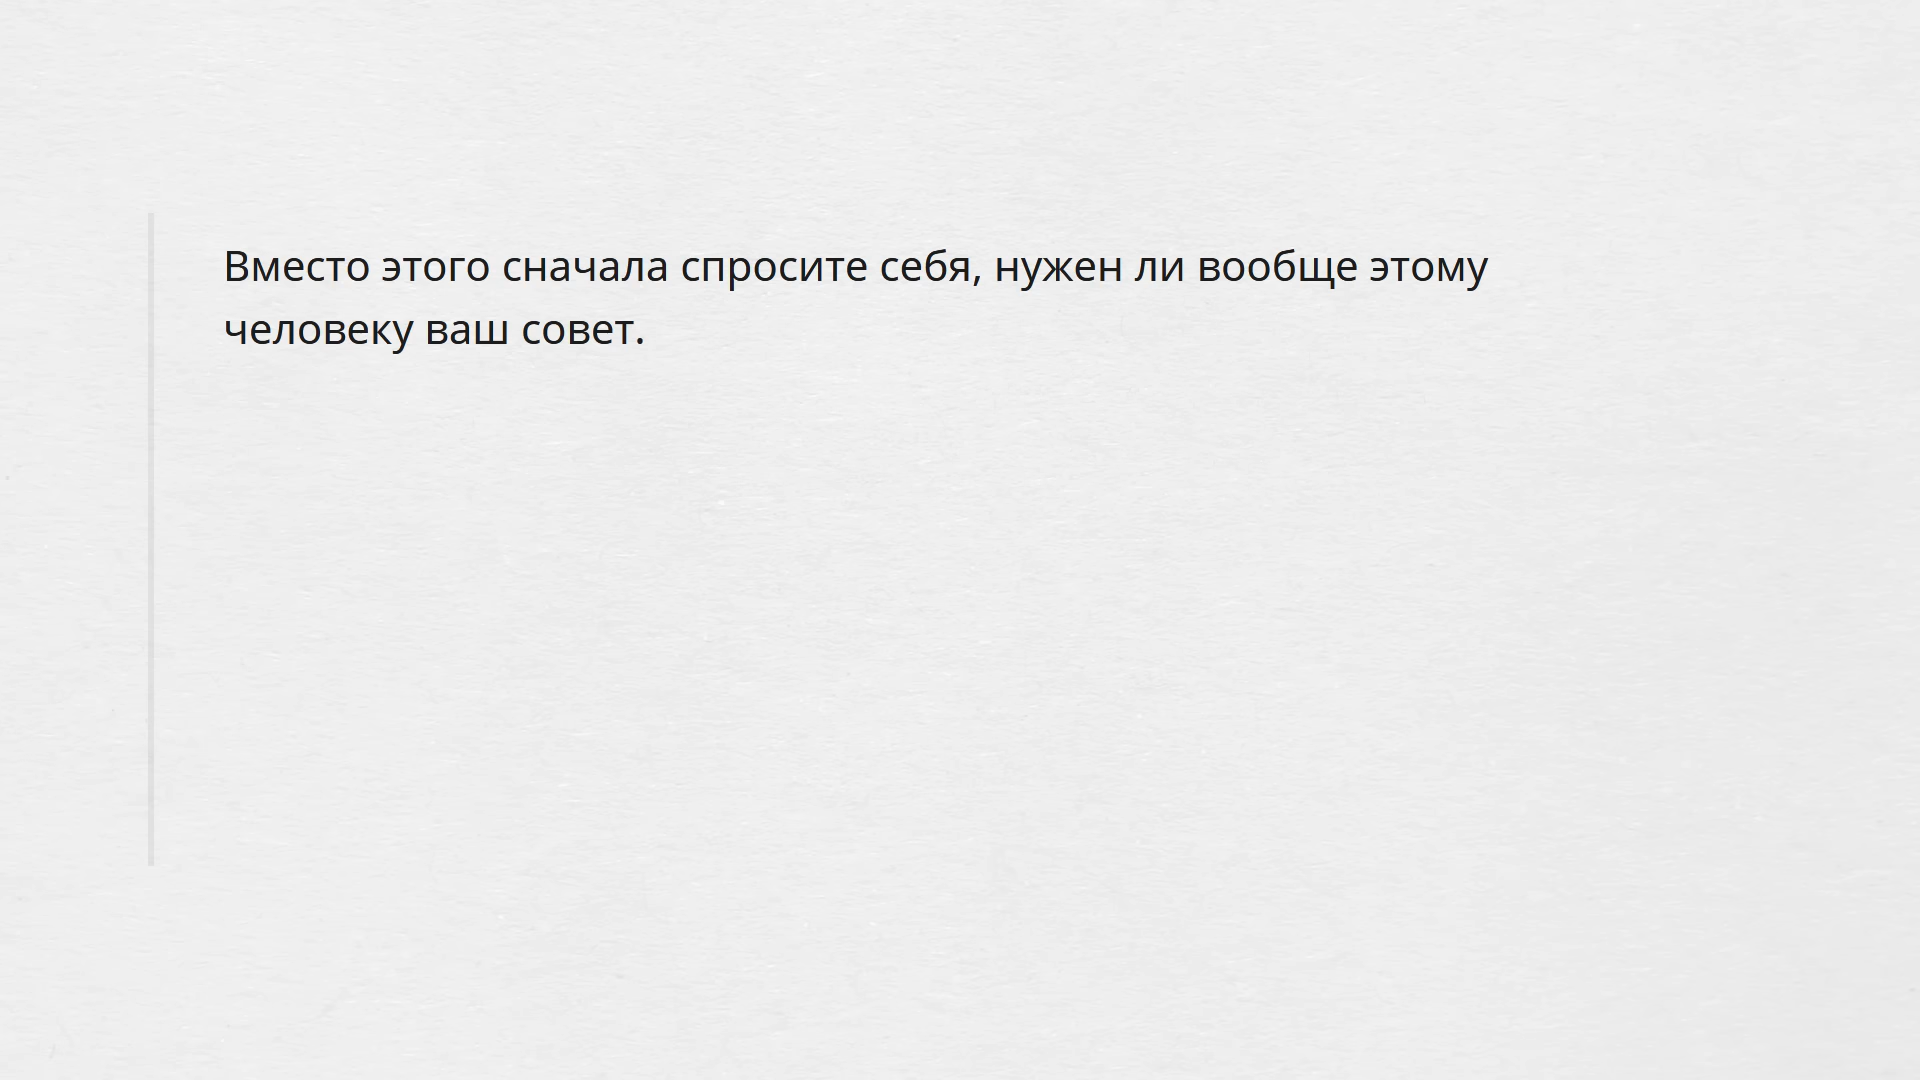 Вместо этого сначала спросите себя, нужен ли вообще этому
человеку ваш совет.